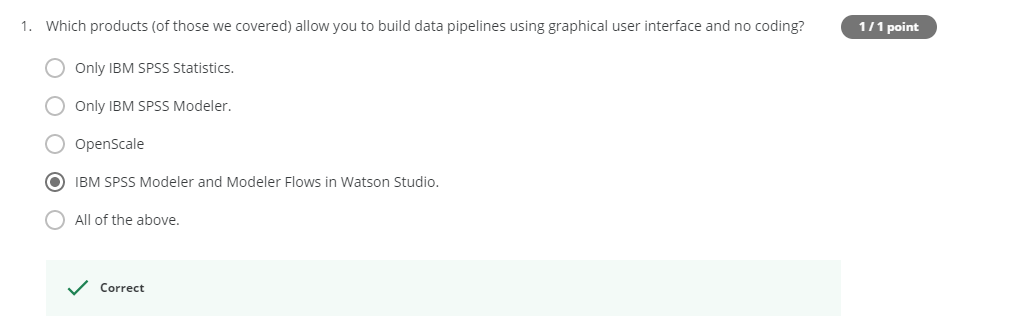 1. Which products (of those we covered) allow you to build data pipelines using graphical user interface and no coding?
1 / 1 point
Only IBM SPSS Statistics.
Only IBM SPSS Modeler.
OpenScale
IBM SPSS Modeler and Modeler Flows in Watson Studio.
All of the above.
Correct